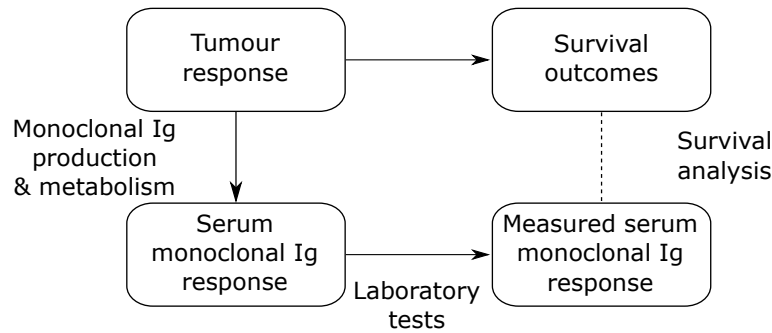 Tumour
response
Survival
outcomes
Monoclonal Ig
production
& metabolism
Survival
analysis
Serum
monoclonal Ig
response
Measured serum
monoclonal Ig
response
Laboratory
tests